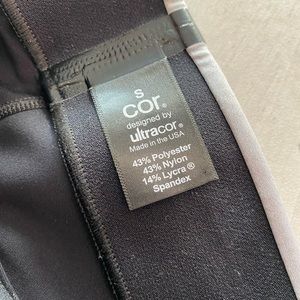 S
cor®
designed by
ultracor®
Made in the USA
43% Polyester
43% Nylon
14% Lycra ®
Spandex